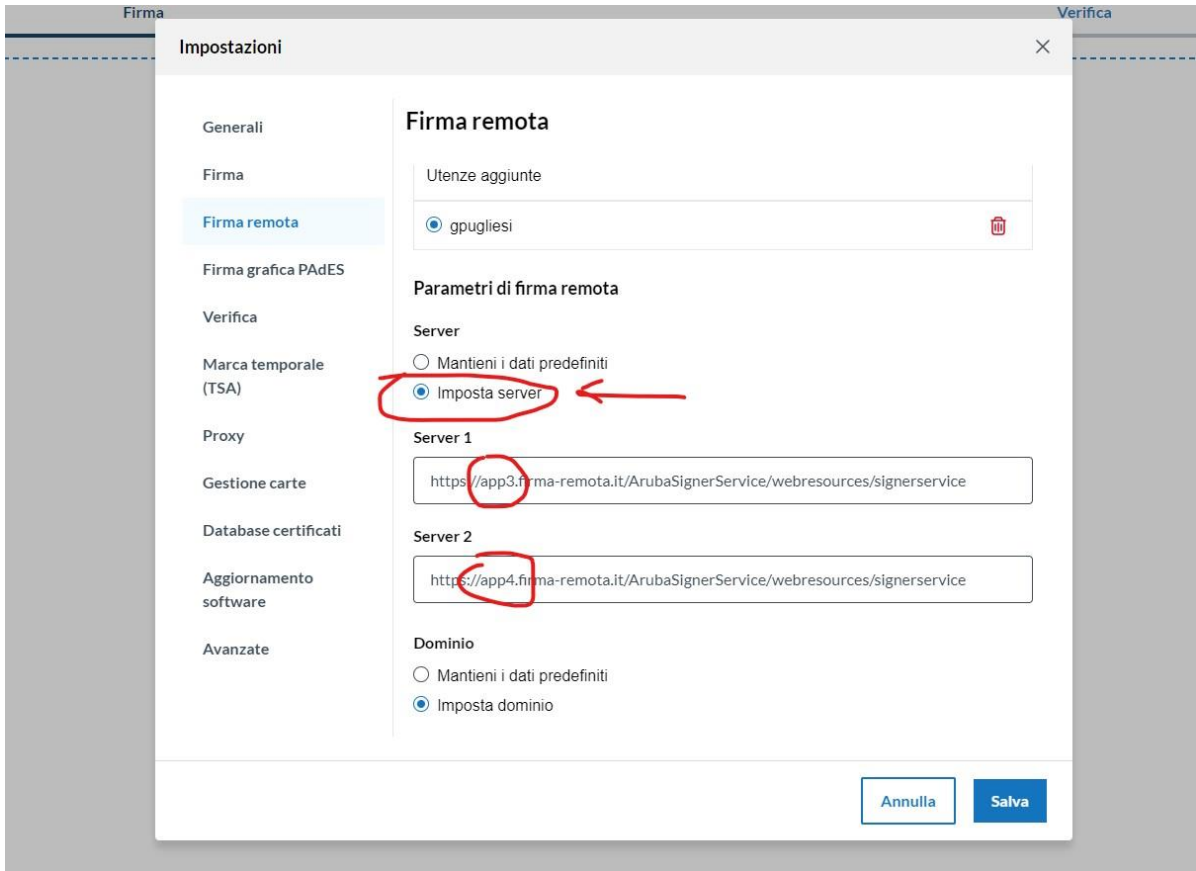 Firma
Verifica
Impostazioni
Generali
Firma
Firma remota
Firma grafica PAdES
Verifica
Marca temporale
(TSA)
Proxy
Gestione carte
Database certificati
Aggiornamento
software
Avanzate
Firma remota
Utenze aggiunte
gpugliesi
Parametri di firma remota
Server
Mantieni i dati predefiniti
Imposta server
Server 1
https://app3.firma-remota.it/ArubaSignerService/webresources/signerservice
Server 2
https://app4.firma-remota.it/ArubaSignerService/webresources/signerservice
Dominio
Mantieni i dati predefiniti
Imposta dominio
Annulla
Salva